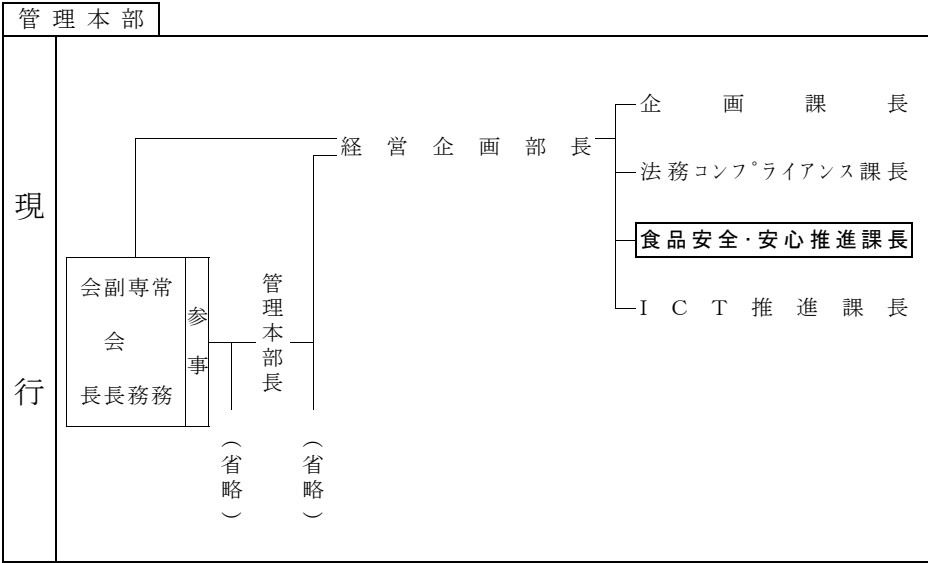 管理本部
現行
会長
副会長
専務
常務
参事
管理本部長
(省略)
(省略)
経営企画部長
企画課長
法務コンプライアンス課長
食品安全・安心推進課長
ICT推進課長